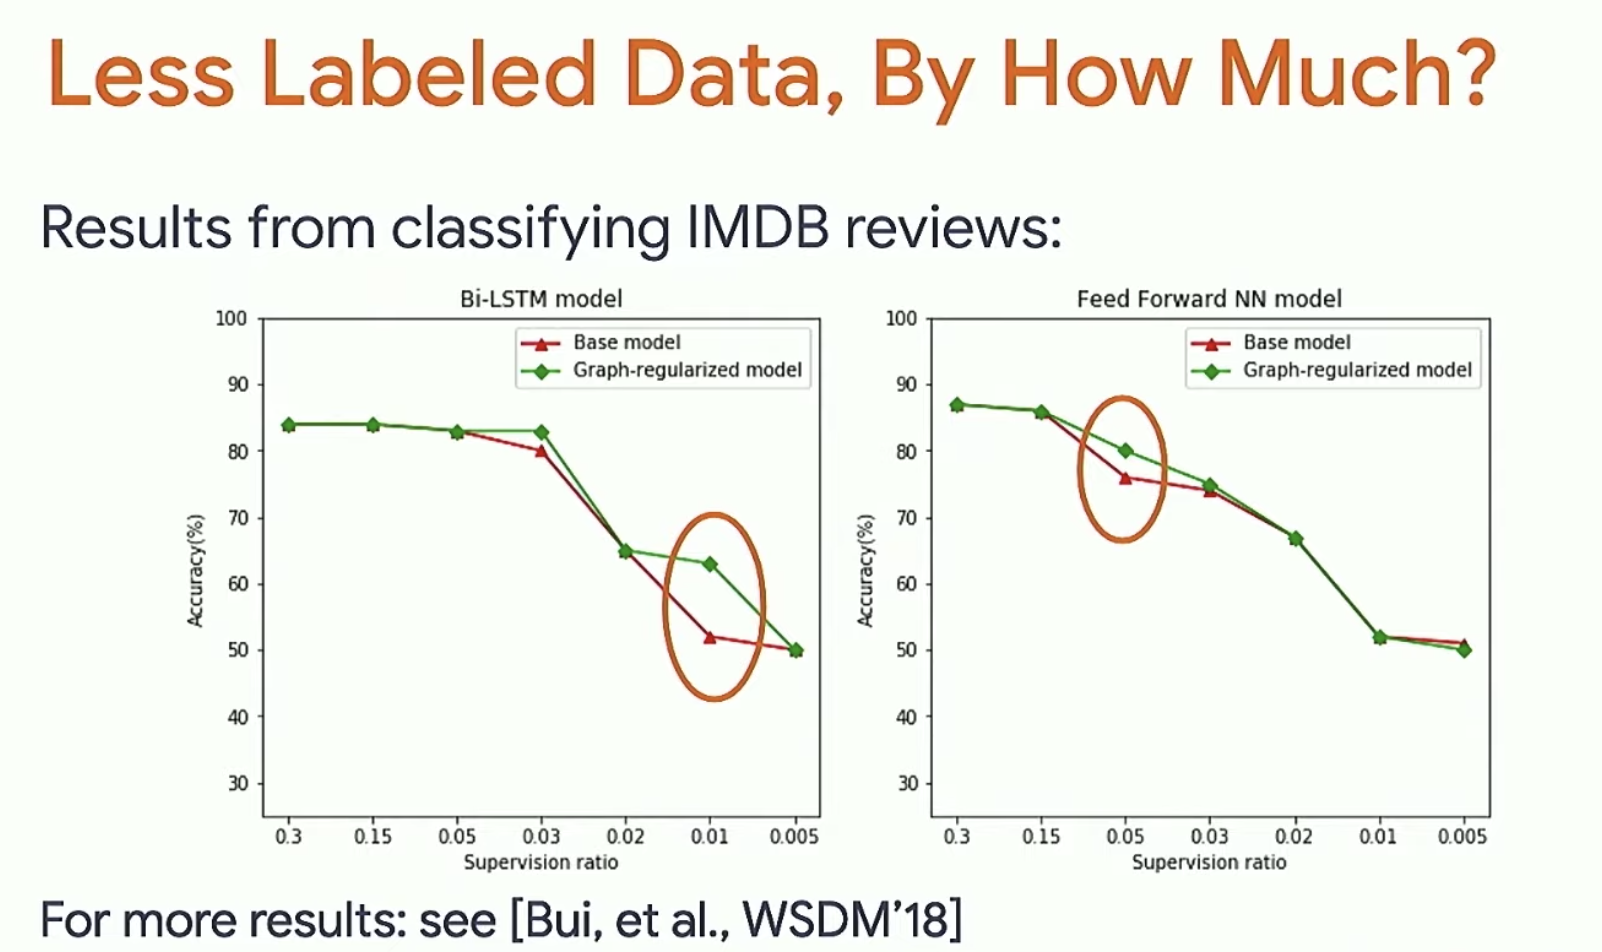 Less Labeled Data, By How Much?
Results from classifying IMDB reviews:
Bi-LSTM model
100
90
80
70
60
50
40
30
Accuracy(%)
Base model
Graph-regularized model
0.3 0.15 0.05 0.03 0.02 0.01 0.005
Supervision ratio
Feed Forward NN model
100
90
80
70
60
50
40
30
Accuracy(%)
Base model
Graph-regularized model
0.3 0.15 0.05 0.03 0.02 0.01 0.005
Supervision ratio
For more results: see [Bui, et al., WSDM’18]